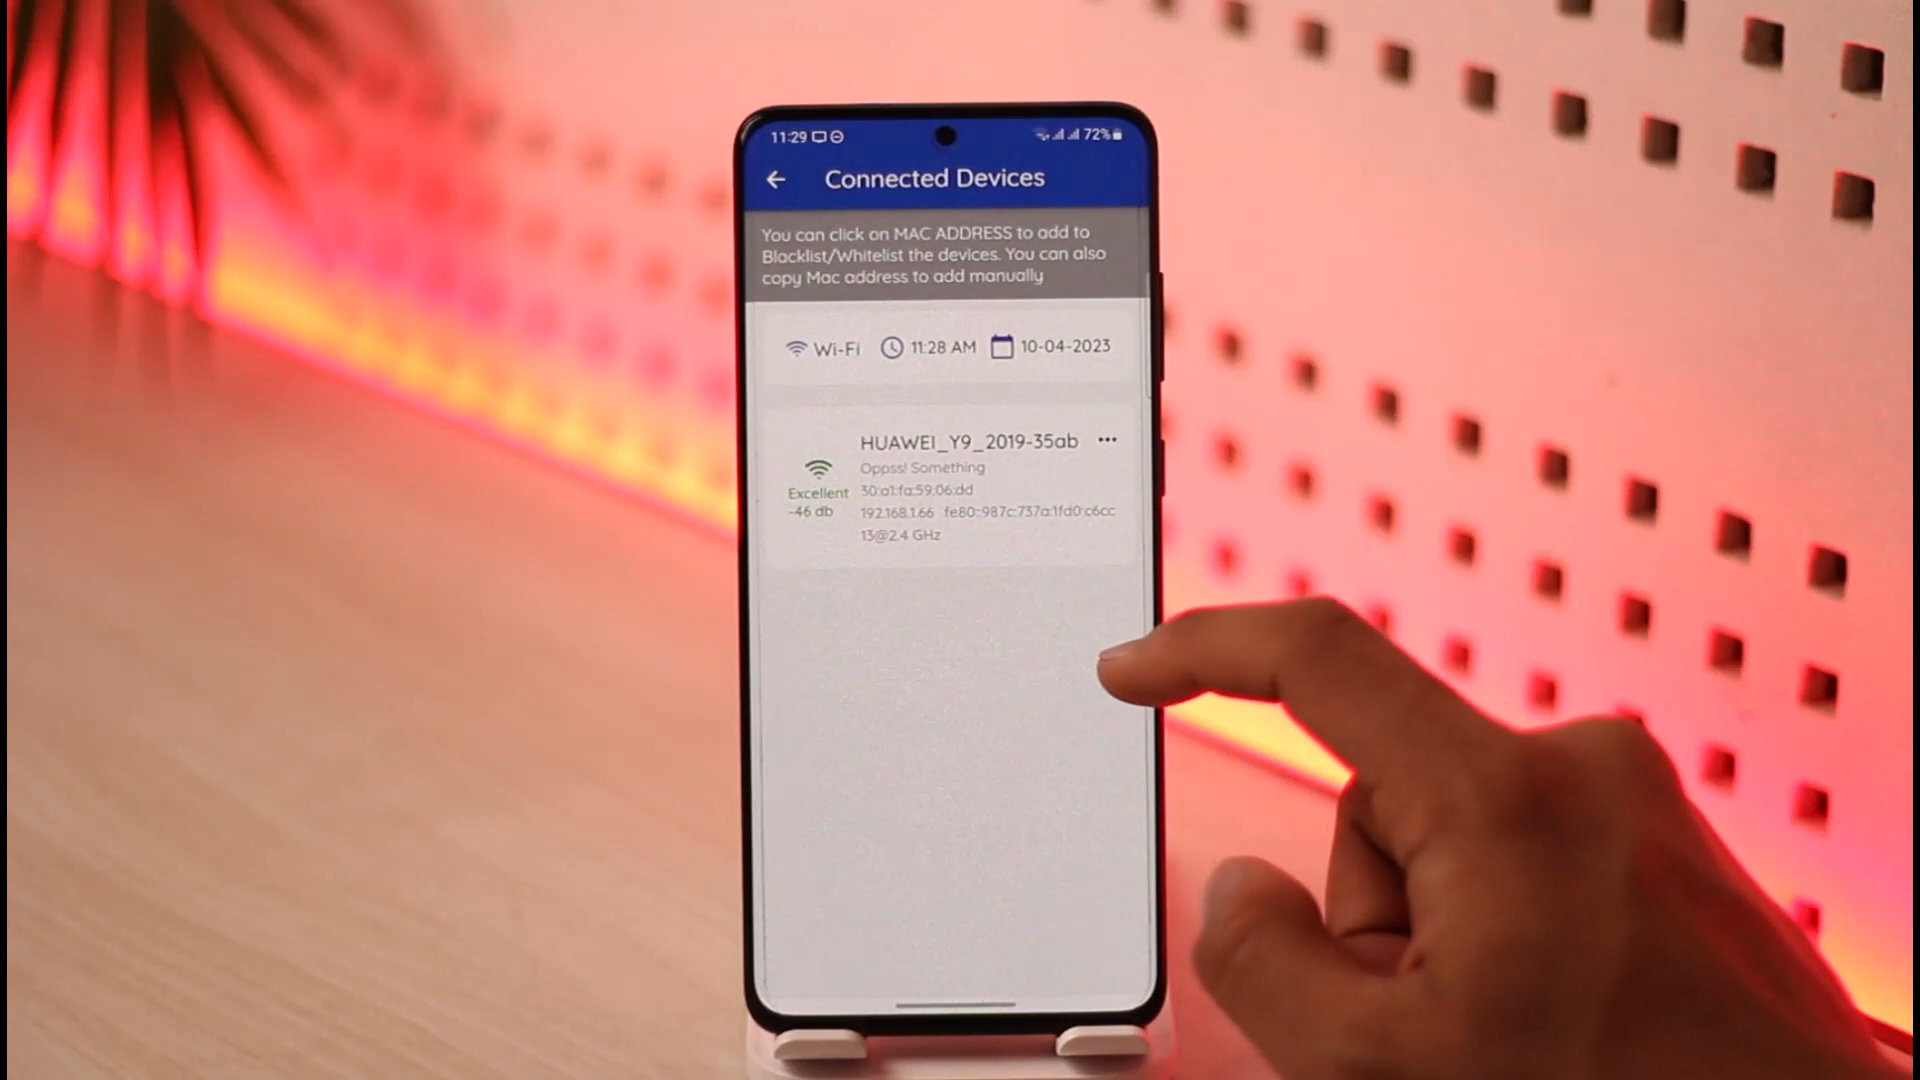 11:29 72%
Connected Devices
You can click on MAC ADDRESS to add to
Blacklist/Whitelist the devices. You can also
copy Mac address to add manually
Wi-Fi 11:28 AM 10-04-2023
HUAWEI_Y9_2019-35ab •••
Oppss! Something
Excellent 30:a1:fa:59:06:dd
-46 db 192.168.1.66 fe80::987c:737a:1fd0:c6cc
13@2.4 GHz